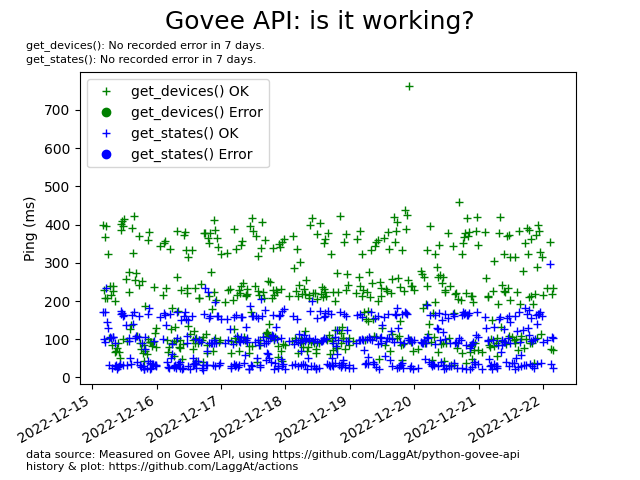 Govee API: is it working?
get_devices(): No recorded error in 7 days.
get_states(): No recorded error in 7 days.
get_devices() OK
get_devices() Error
get_states() OK
get_states() Error
Ping (ms)
700
600
500
400
300
200
100
0
2022-12-15
2022-12-16
2022-12-17
2022-12-18
2022-12-19
2022-12-20
2022-12-21
2022-12-22
data source: Measured on Govee API, using https://github.com/LaggAt/python-govee-api
history & plot: https://github.com/LaggAt/actions